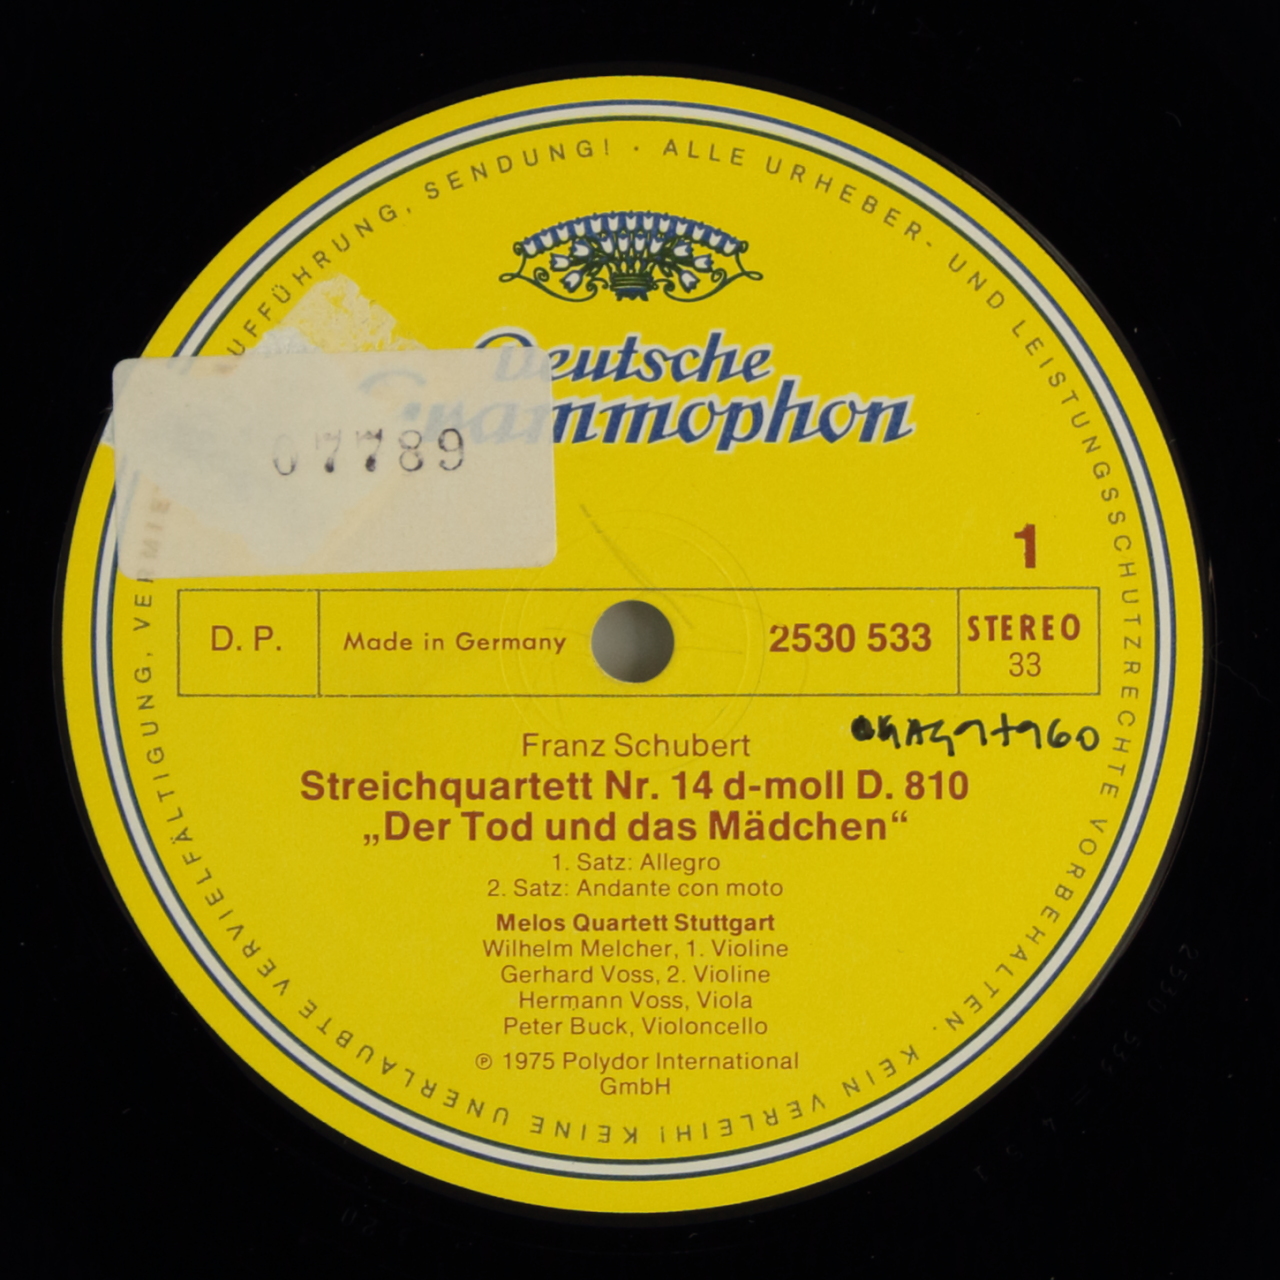 ALLE URHEBER- UND LEISTUNGSSCHUTZRECHTE VORBEHALTEN. KEIN VERLEIH! KEINE UNERLAUBTE VERVIELFÄLTIGUNG, VERMIE UFFÜHRUNG, SENDUNG! ·
Deutsche
Grammophon
07789
1
D. P.
Made in Germany
2530 533
STEREO
33
Franz Schubert
Streichquartett Nr. 14 d-moll D. 810
„Der Tod und das Mädchen“
1. Satz: Allegro
2. Satz: Andante con moto
Melos Quartett Stuttgart
Wilhelm Melcher, 1. Violine
Gerhard Voss, 2. Violine
Hermann Voss, Viola
Peter Buck, Violoncello
℗ 1975 Polydor International
GmbH